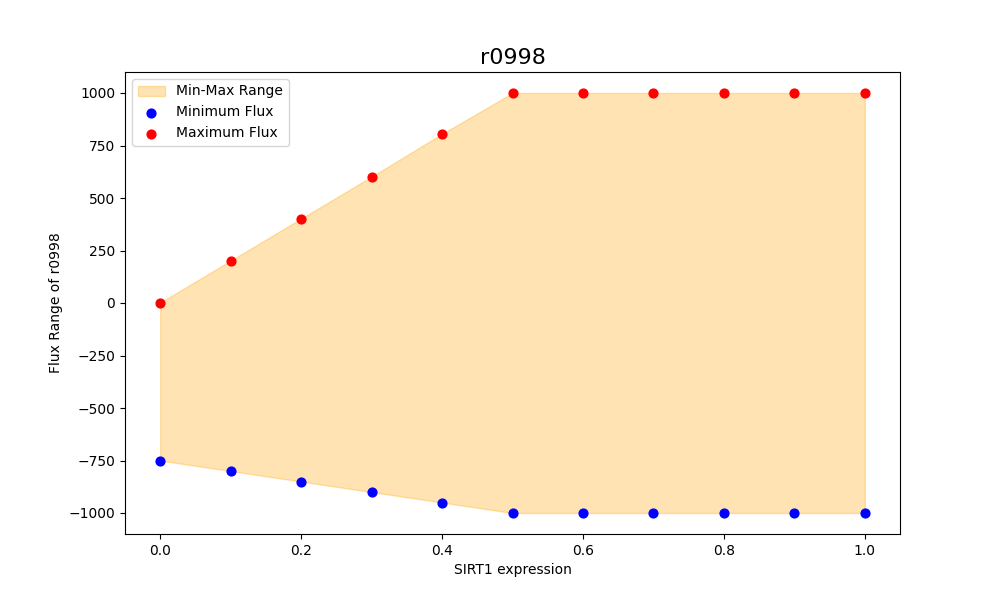 r0998
Min-Max Range
Minimum Flux
Maximum Flux
1000
750
500
250
0
−250
−500
−750
−1000
Flux Range of r0998
0.0 0.2 0.4 0.6 0.8 1.0
SIRT1 expression